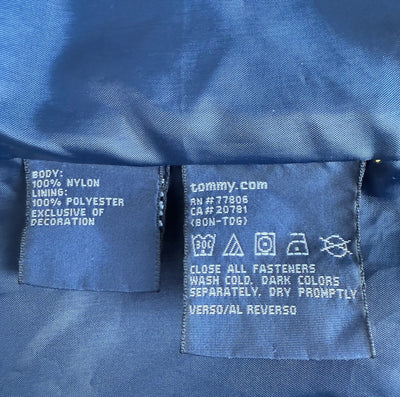 BODY:
100% NYLON
LINING:
100% POLYESTER
EXCLUSIVE OF
DECORATION
tommy.com
RN#77806
CA#20781
(BON-TDG)
30C
CLOSE ALL FASTENERS
WASH COLD, DARK COLORS
SEPARATELY. DRY PROMPTLY
VERSO/AL REVERSO